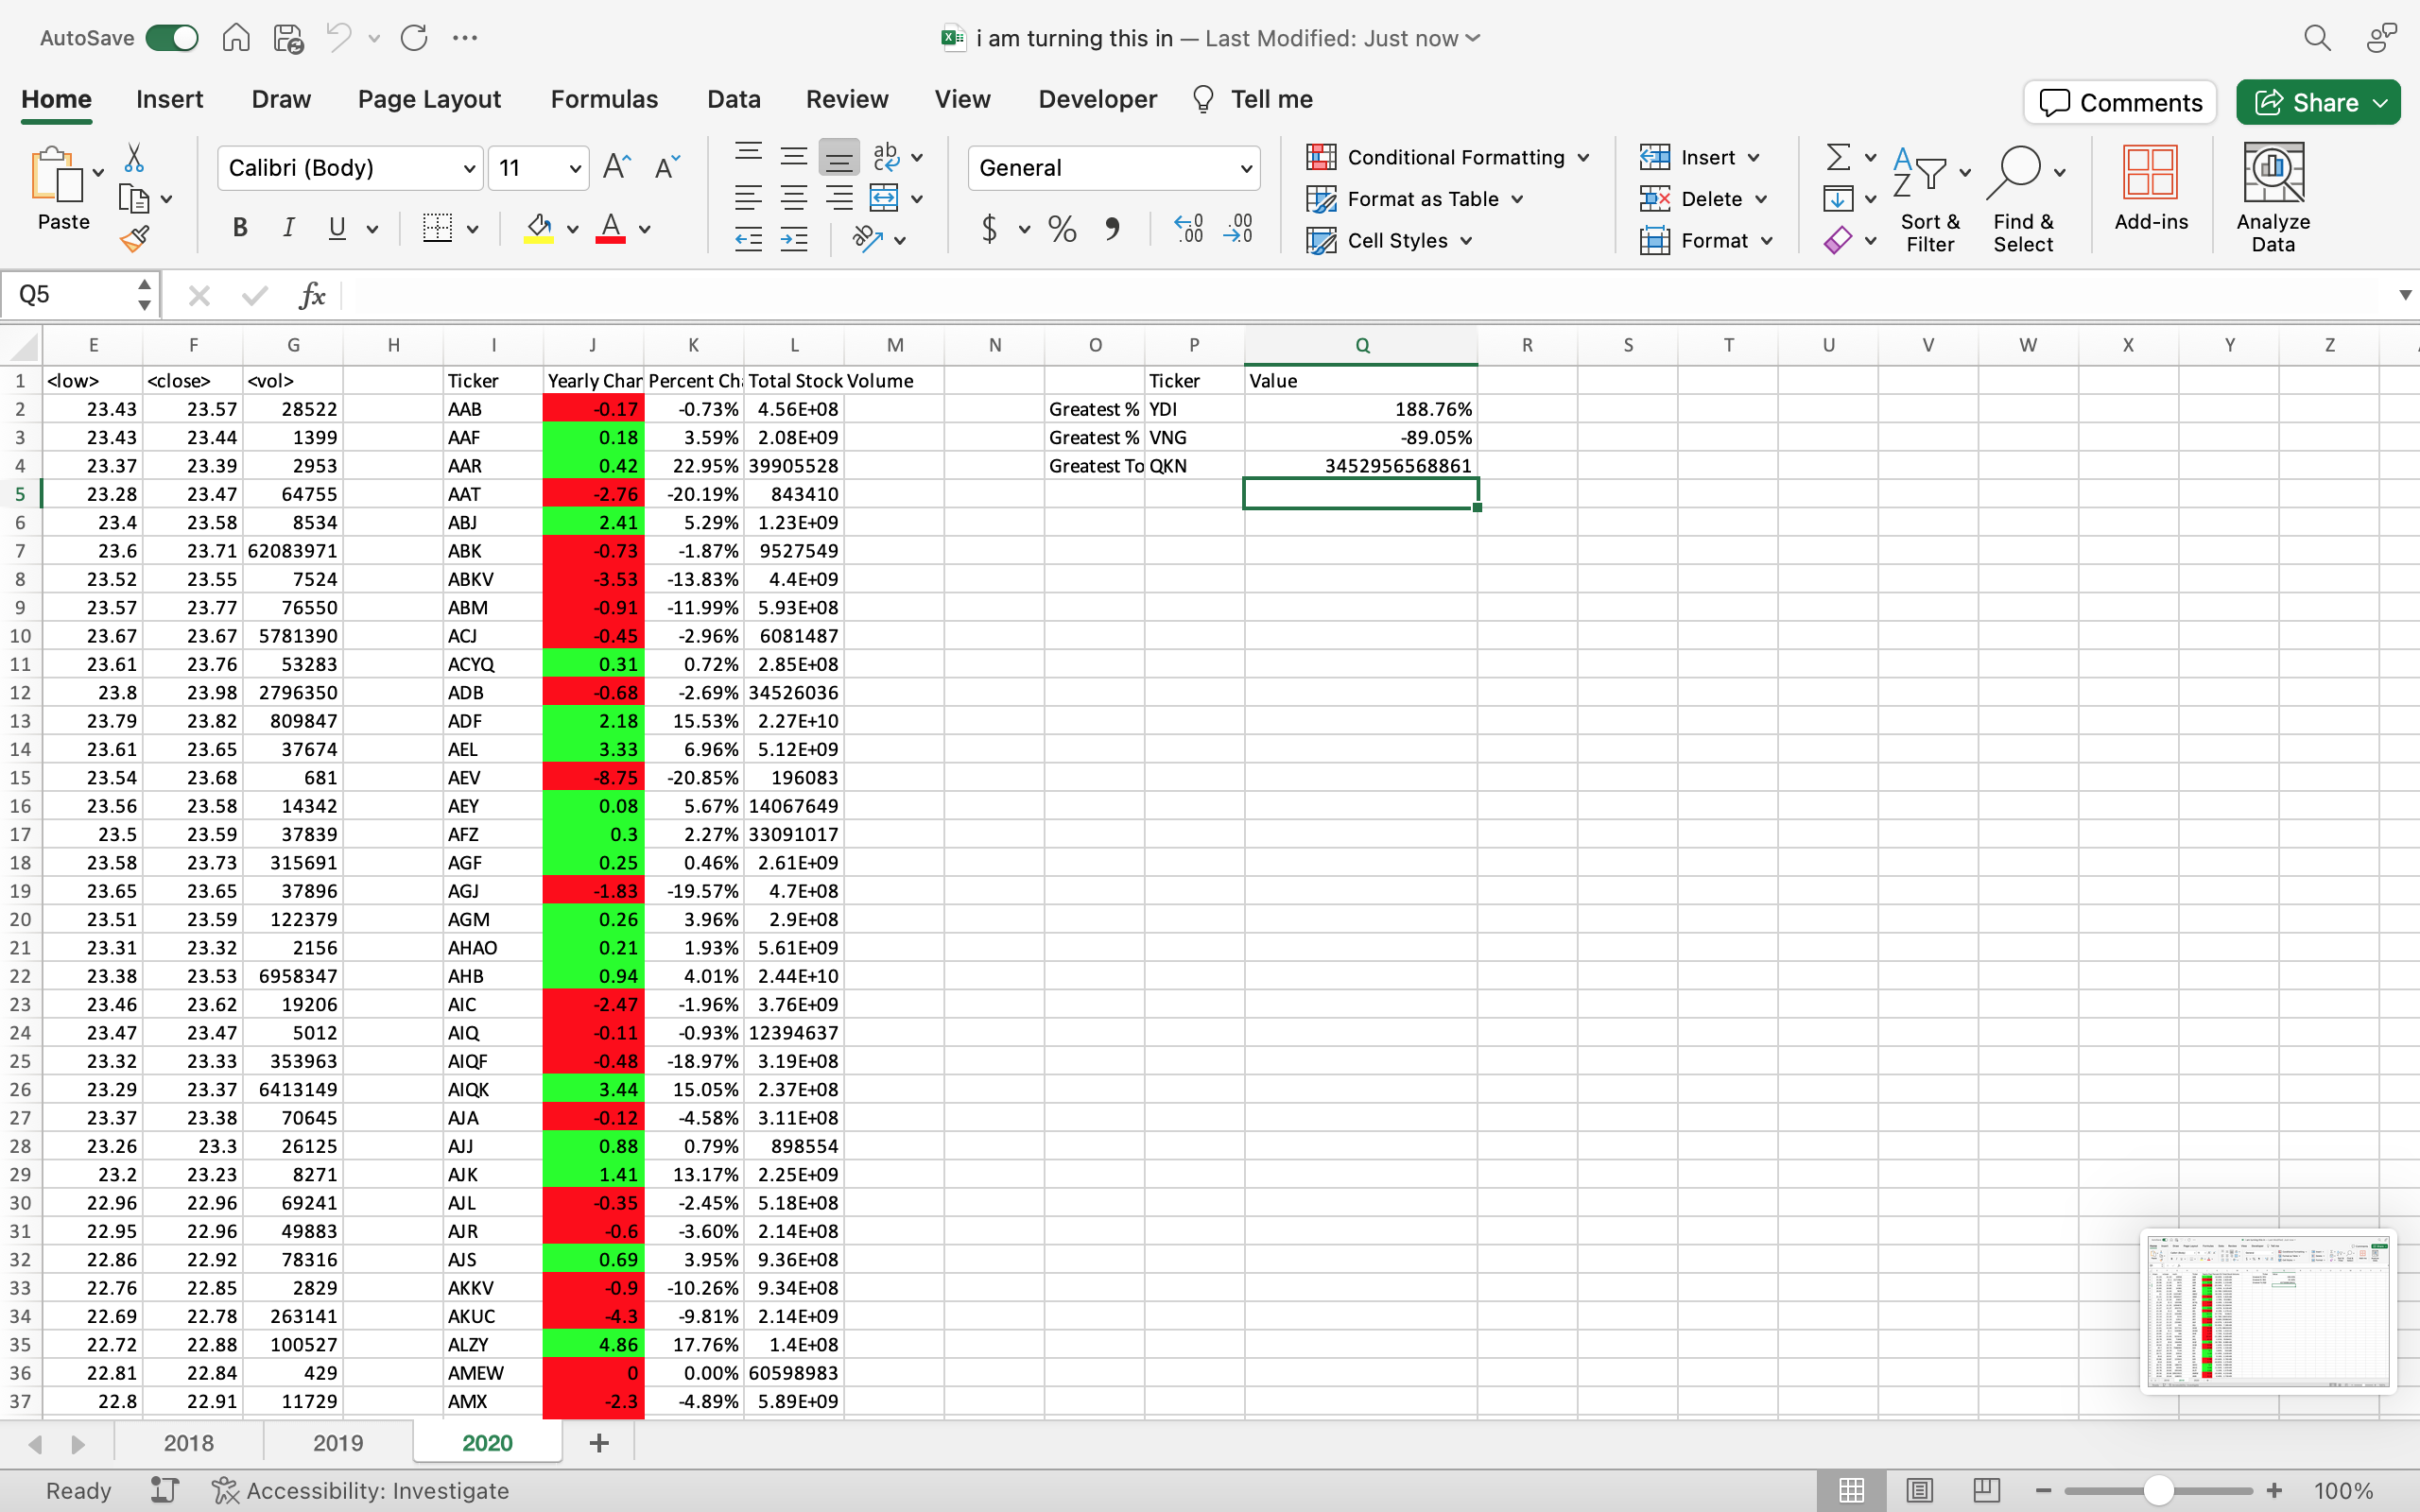 AutoSave
i am turning this in — Last Modified: Just now
Home Insert Draw Page Layout Formulas Data Review View Developer Tell me
Comments Share
Paste
Calibri (Body) 11
General
Conditional Formatting
Format as Table
Cell Styles
Insert
Delete
Format
Sort & Filter
Find & Select
Add-ins
Analyze Data
Q5 fx
E F G H I J K L M N O P Q R S T U V W X Y Z
1 <low> <close> <vol> Ticker Yearly Char Percent Ch Total Stock Volume Ticker Value
2 23.43 23.57 28522 AAB -0.17 -0.73% 4.56E+08 Greatest % YDI 188.76%
3 23.43 23.44 1399 AAF 0.18 3.59% 2.08E+09 Greatest % VNG -89.05%
4 23.37 23.39 2953 AAR 0.42 22.95% 39905528 Greatest To QKN 3452956568861
5 23.28 23.47 64755 AAT -2.76 -20.19% 843410
6 23.4 23.58 8534 ABJ 2.41 5.29% 1.23E+09
7 23.6 23.71 62083971 ABK -0.73 -1.87% 9527549
8 23.52 23.55 7524 ABKV -3.53 -13.83% 4.4E+09
9 23.57 23.77 76550 ABM -0.91 -11.99% 5.93E+08
10 23.67 23.67 5781390 ACJ -0.45 -2.96% 6081487
11 23.61 23.76 53283 ACYQ 0.31 0.72% 2.85E+08
12 23.8 23.98 2796350 ADB -0.68 -2.69% 34526036
13 23.79 23.82 809847 ADF 2.18 15.53% 2.27E+10
14 23.61 23.65 37674 AEL 3.33 6.96% 5.12E+09
15 23.54 23.68 681 AEV -8.75 -20.85% 196083
16 23.56 23.58 14342 AEY 0.08 5.67% 14067649
17 23.5 23.59 37839 AFZ 0.3 2.27% 33091017
18 23.58 23.73 315691 AGF 0.25 0.46% 2.61E+09
19 23.65 23.65 37896 AGJ -1.83 -19.57% 4.7E+08
20 23.51 23.59 122379 AGM 0.26 3.96% 2.9E+08
21 23.31 23.32 2156 AHAO 0.21 1.93% 5.61E+09
22 23.38 23.53 6958347 AHB 0.94 4.01% 2.44E+10
23 23.46 23.62 19206 AIC -2.47 -1.96% 3.76E+09
24 23.47 23.47 5012 AIQ -0.11 -0.93% 12394637
25 23.32 23.33 353963 AIQF -0.48 -18.97% 3.19E+08
26 23.29 23.37 6413149 AIQK 3.44 15.05% 2.37E+08
27 23.37 23.38 70645 AJA -0.12 -4.58% 3.11E+08
28 23.26 23.3 26125 AJJ 0.88 0.79% 898554
29 23.2 23.23 8271 AJK 1.41 13.17% 2.25E+09
30 22.96 22.96 69241 AJL -0.35 -2.45% 5.18E+08
31 22.95 22.96 49883 AJR -0.6 -3.60% 2.14E+08
32 22.86 22.92 78316 AJS 0.69 3.95% 9.36E+08
33 22.76 22.85 2829 AKKV -0.9 -10.26% 9.34E+08
34 22.69 22.78 263141 AKUC -4.3 -9.81% 2.14E+09
35 22.72 22.88 100527 ALZY 4.86 17.76% 1.4E+08
36 22.81 22.84 429 AMEW 0 0.00% 60598983
37 22.8 22.91 11729 AMX -2.3 -4.89% 5.89E+09
2018 2019 2020
Ready Accessibility: Investigate 100%